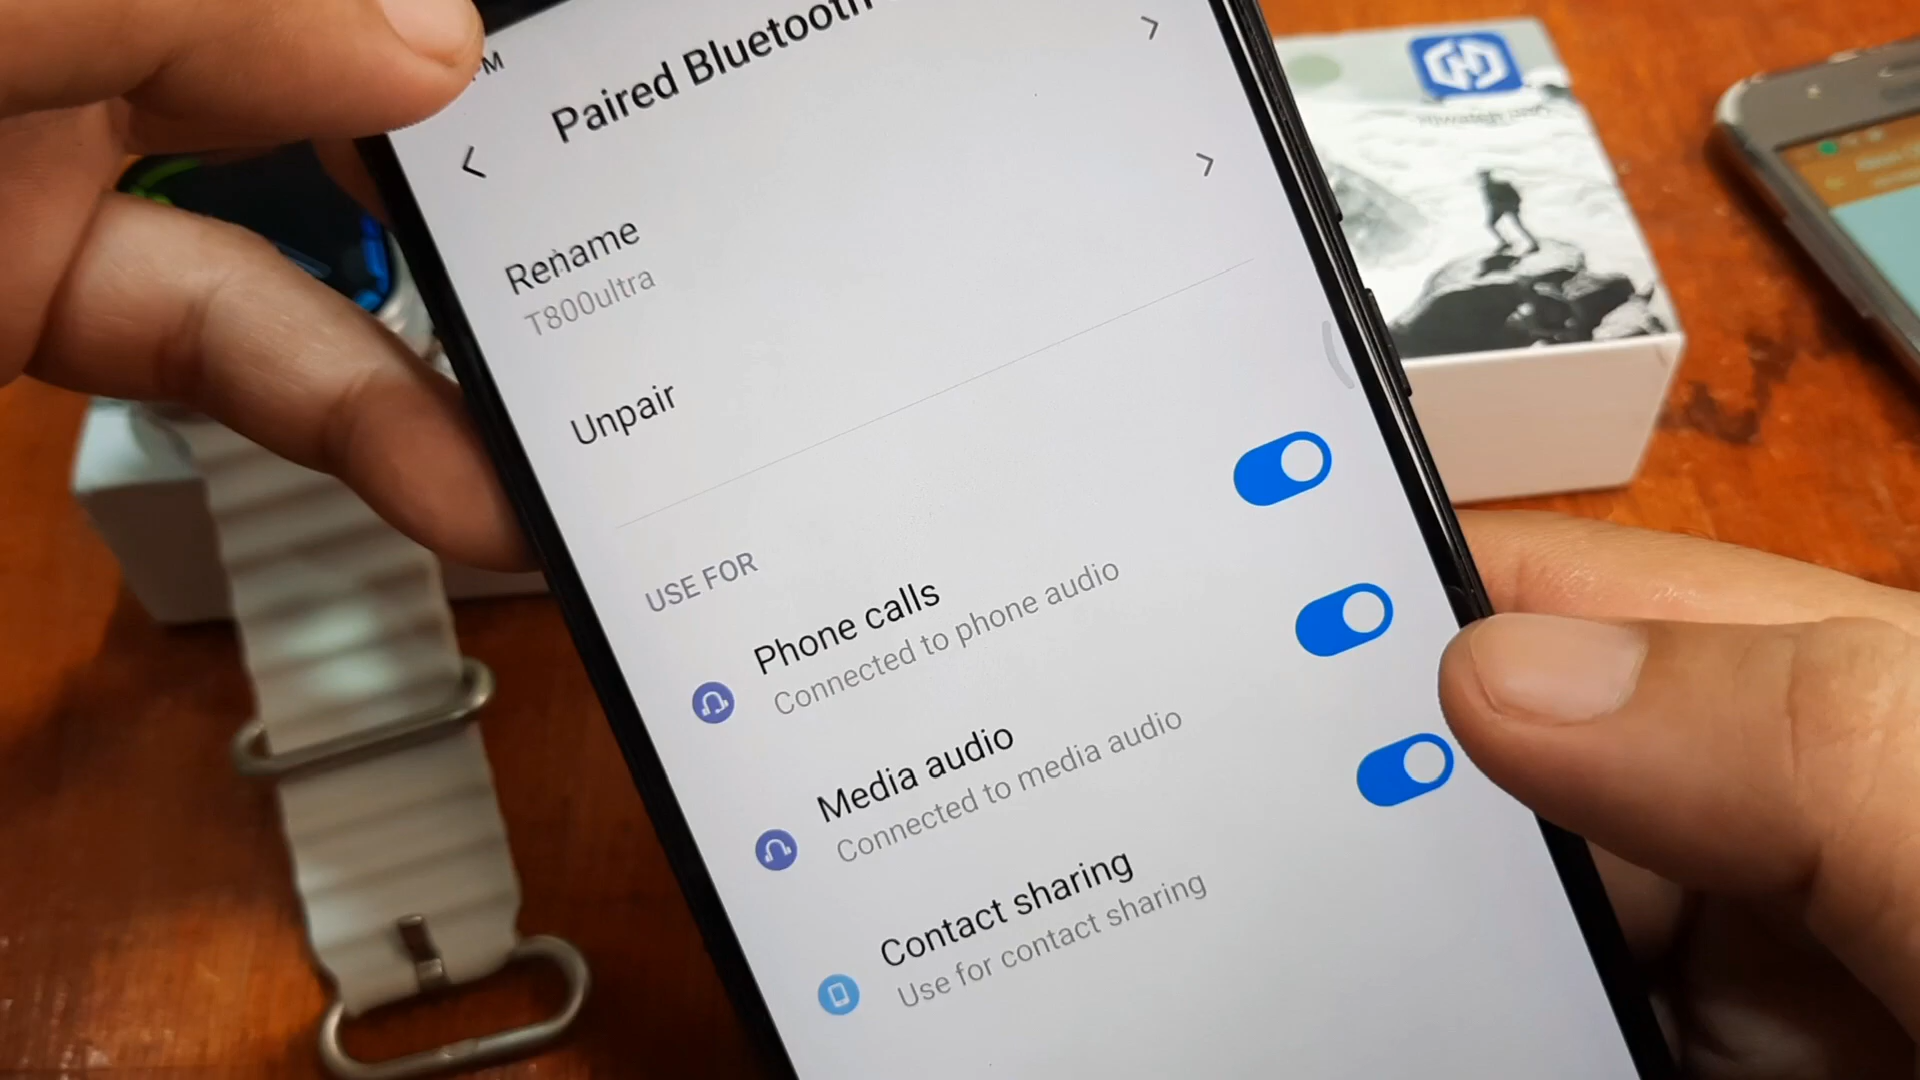 PM
Paired Bluetooth
Rename
T800ultra
Unpair
USE FOR
Phone calls
Connected to phone audio
Media audio
Connected to media audio
Contact sharing
Use for contact sharing